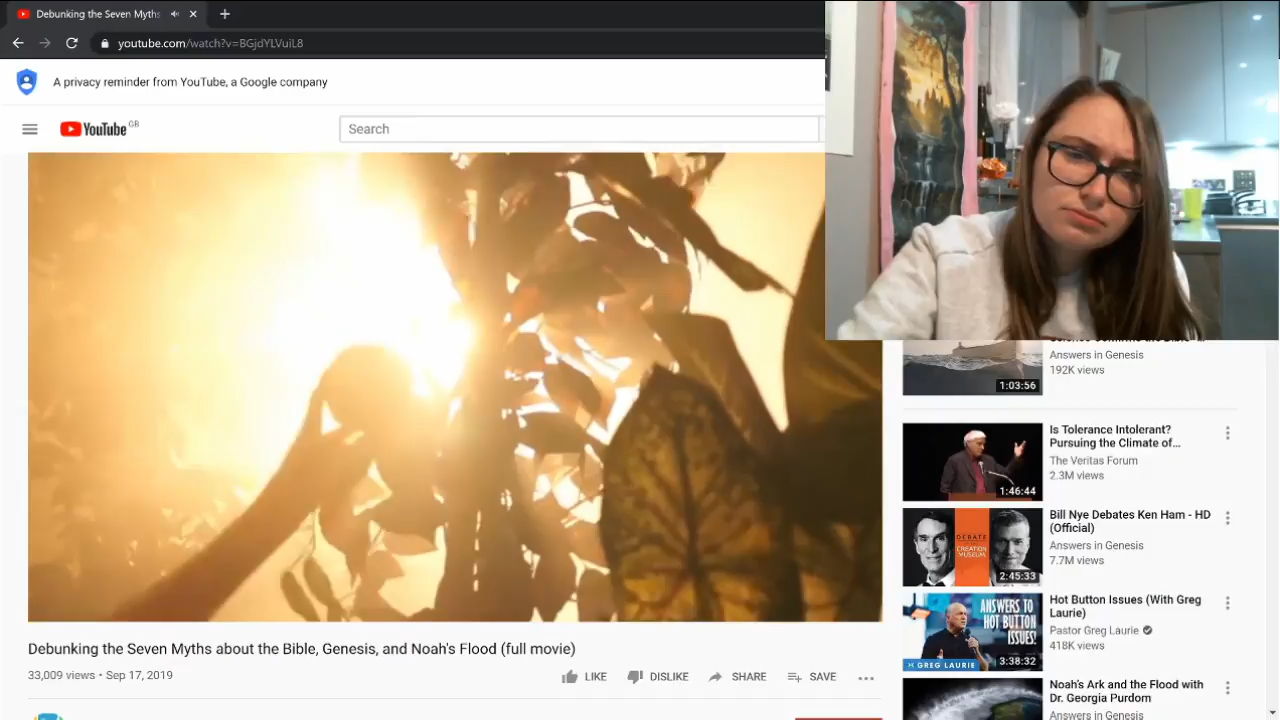 Debunking the Seven Myths
youtube.com/watch?v=BGjdYLVuiL8
A privacy reminder from YouTube, a Google company
YouTube GB
Search
Answers in Genesis
192K views
1:03:56
Is Tolerance Intolerant?
Pursuing the Climate of...
The Veritas Forum
2.3M views
1:46:44
Bill Nye Debates Ken Ham - HD
(Official)
Answers in Genesis
7.7M views
DEBATE
CREATION
MUSEUM
2:45:33
Hot Button Issues (With Greg
Laurie)
Pastor Greg Laurie
418K views
ANSWERS TO
HOT BUTTON
ISSUES!
GREG LAURIE
3:38:32
Noah's Ark and the Flood with
Dr. Georgia Purdom
Answers in Genesis
Debunking the Seven Myths about the Bible, Genesis, and Noah's Flood (full movie)
33,009 views • Sep 17, 2019
LIKE
DISLIKE
SHARE
SAVE